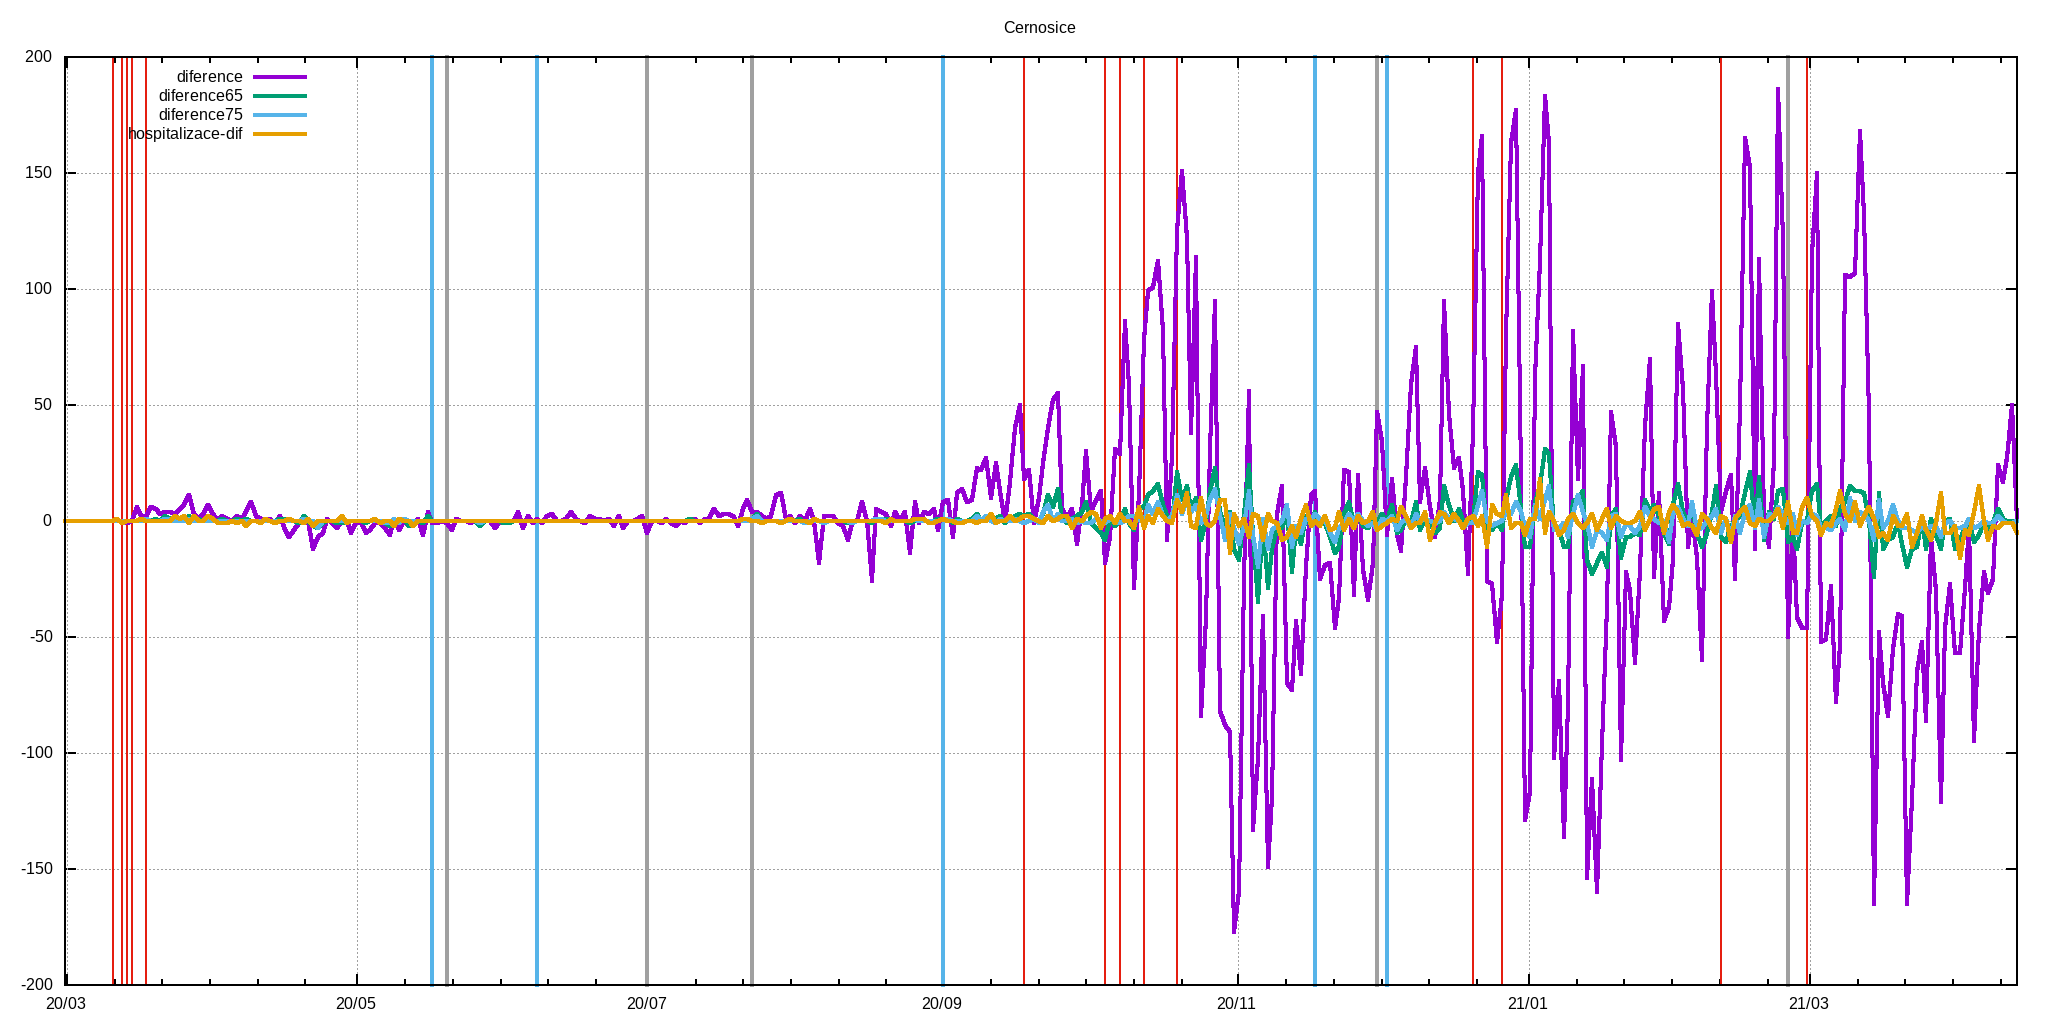 Cernosice
200
diference
diference65
diference75
hospitalizace-dif
150
100
50
0
-50
-100
-150
-200
20/03 20/05 20/07 20/09 20/11 21/01 21/03